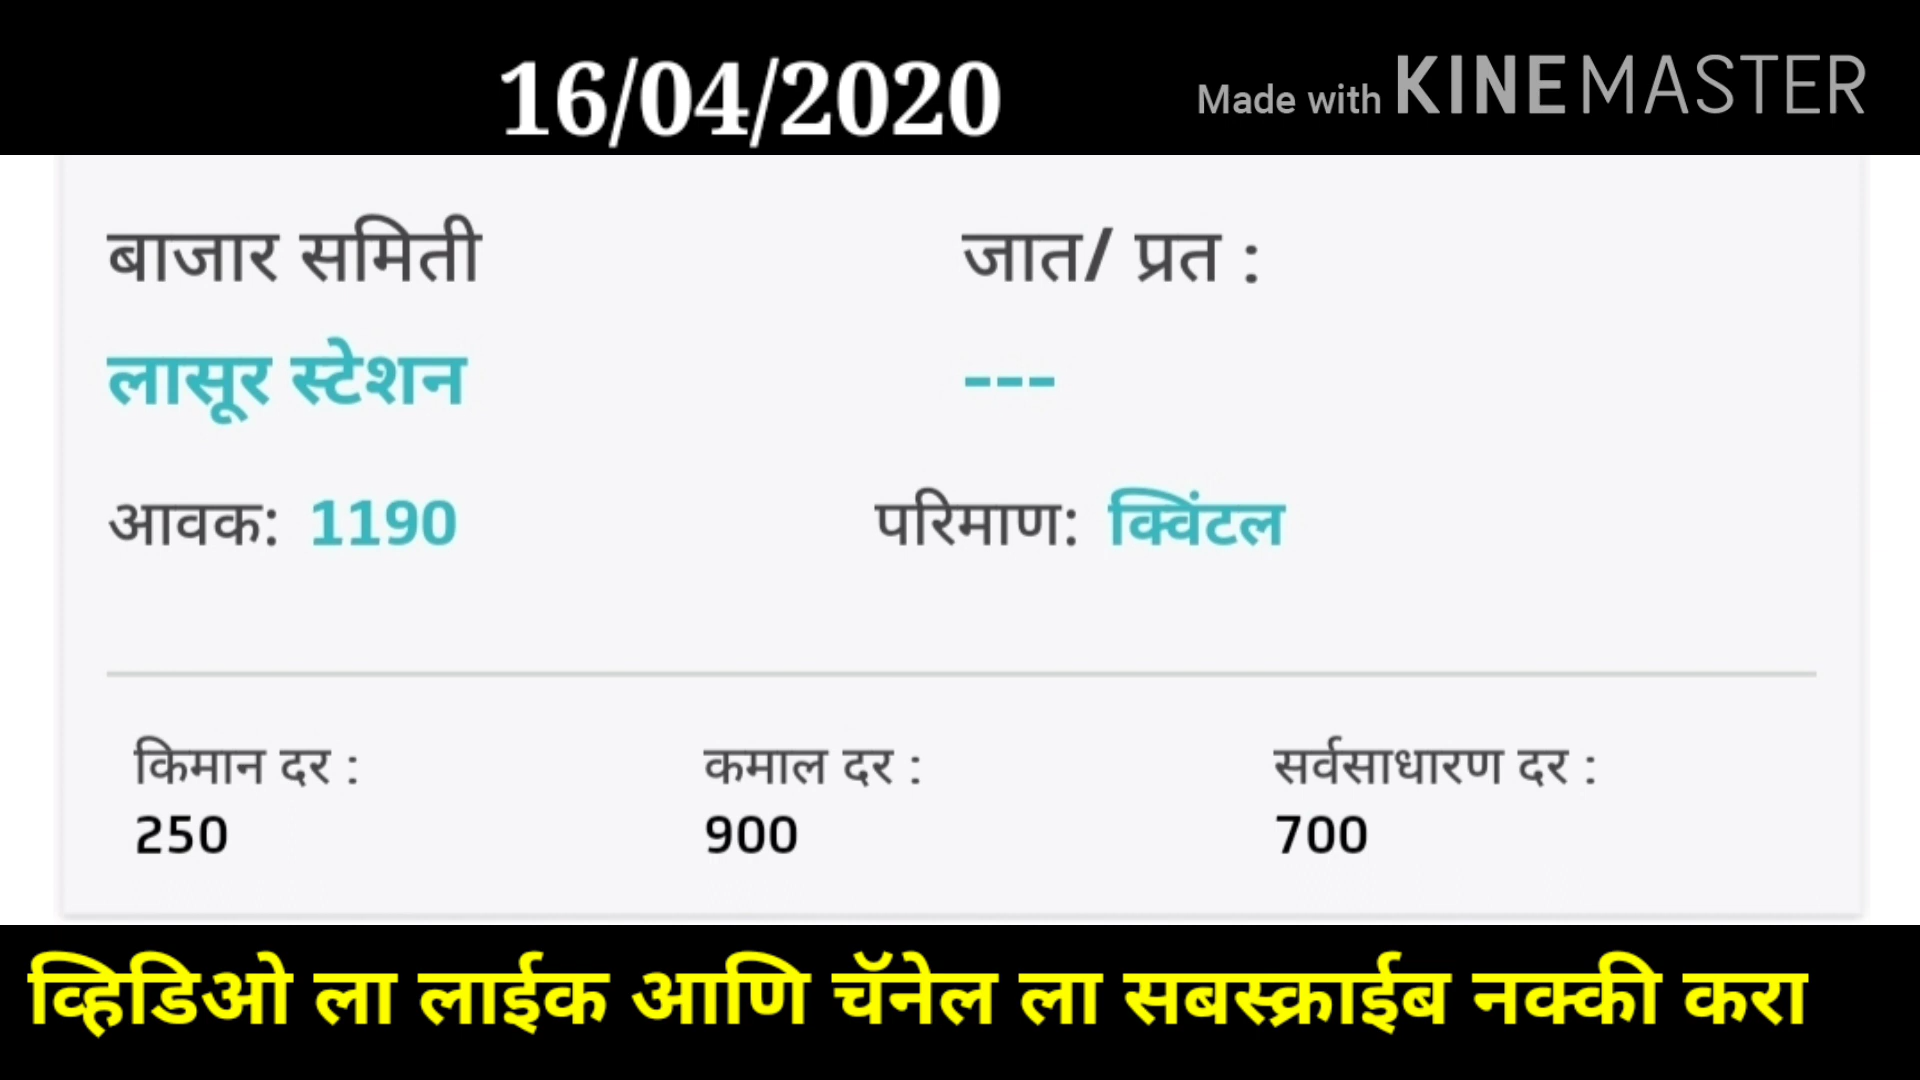 16/04/2020
Made with KINEMASTER
बाजार समिती जात/ प्रत :
लासूर स्टेशन ---
आवक: 1190 परिमाण: क्विंटल
किमान दर : कमाल दर : सर्वसाधारण दर :
250 900 700
व्हिडिओ ला लाईक आणि चॅनेल ला सबस्क्राईब नक्की करा